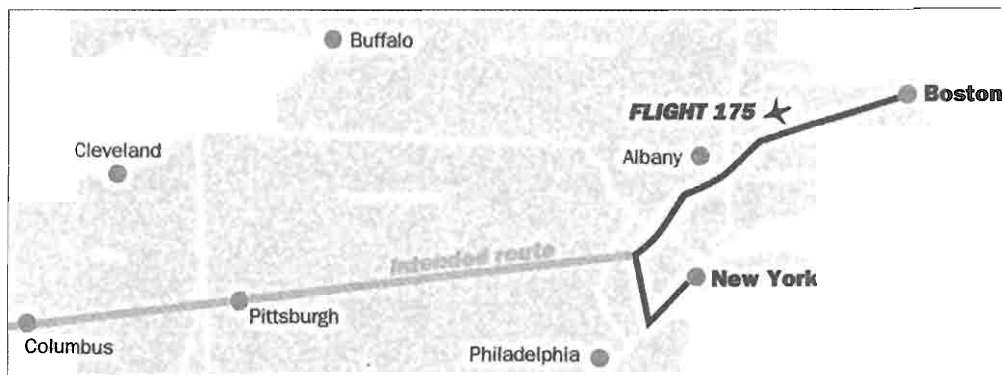 Buffalo
Boston
FLIGHT 175
Cleveland
Albany
Intended route
New York
Pittsburgh
Columbus
Philadelphia